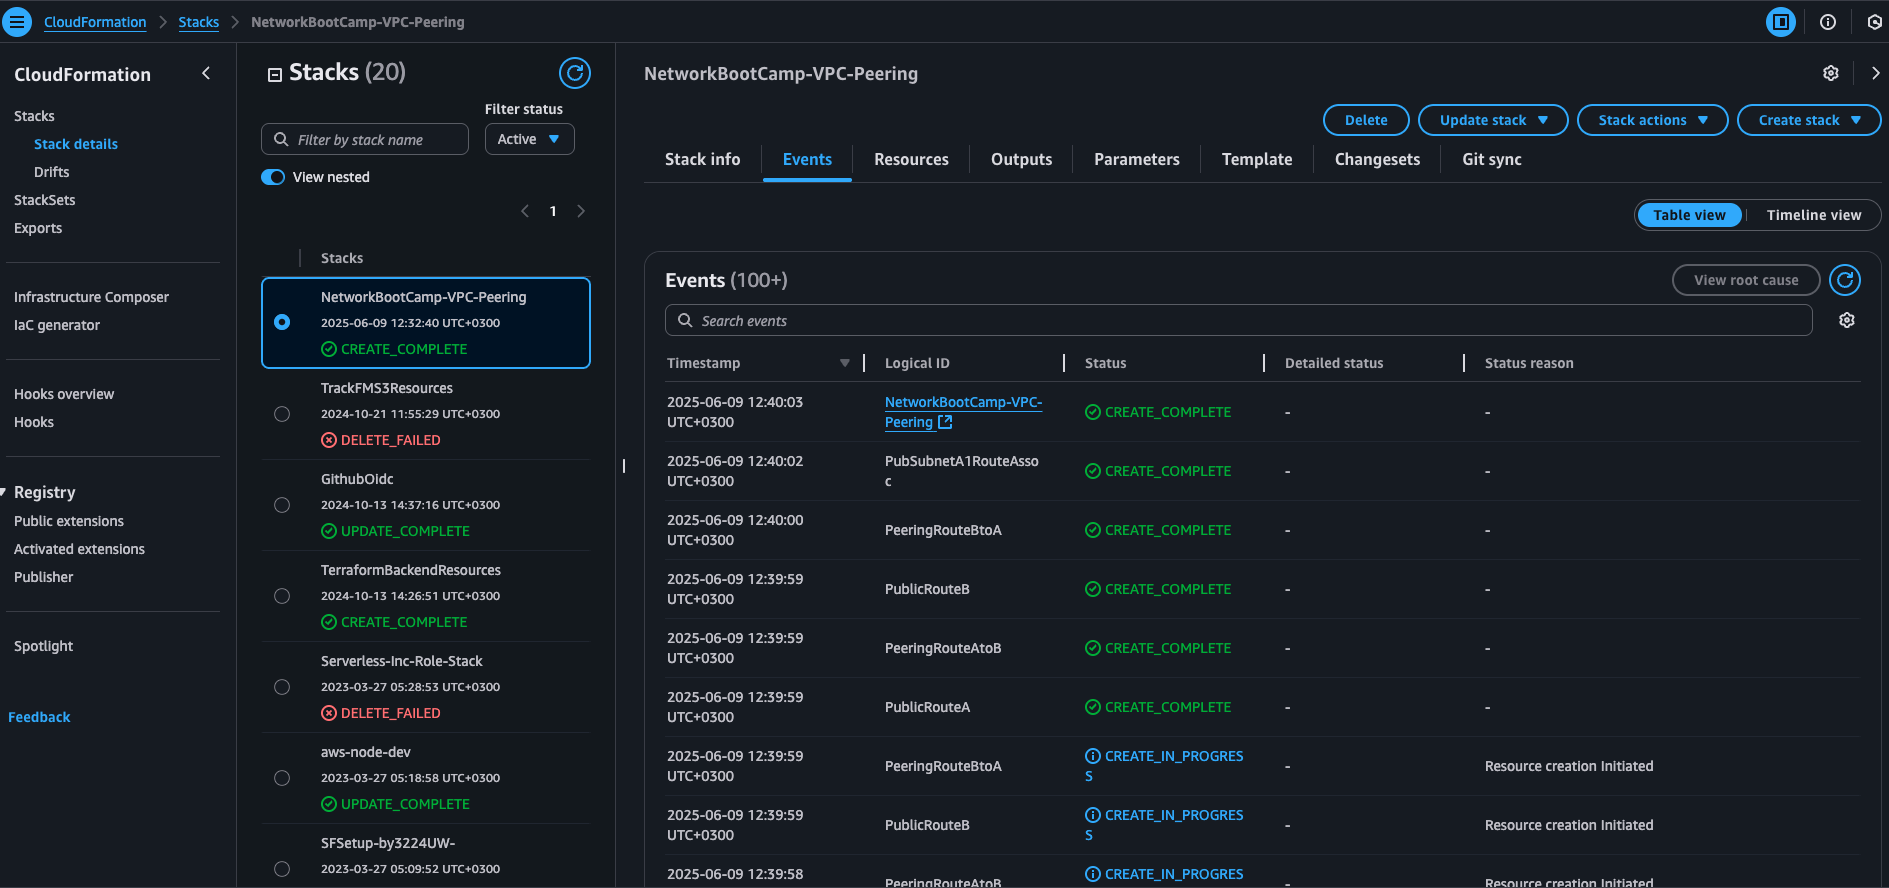 CloudFormation > Stacks > NetworkBootCamp-VPC-Peering
CloudFormation
Stacks
Stack details
Drifts
StackSets
Exports
Infrastructure Composer
IaC generator
Hooks overview
Hooks
Registry
Public extensions
Activated extensions
Publisher
Spotlight
Feedback
Stacks (20)
Filter status
Filter by stack name
Active
View nested
1
Stacks
NetworkBootCamp-VPC-Peering
2025-06-09 12:32:40 UTC+0300
CREATE_COMPLETE
TrackFMS3Resources
2024-10-21 11:55:29 UTC+0300
DELETE_FAILED
GithubOidc
2024-10-13 14:37:16 UTC+0300
UPDATE_COMPLETE
TerraformBackendResources
2024-10-13 14:26:51 UTC+0300
CREATE_COMPLETE
Serverless-Inc-Role-Stack
2023-03-27 05:28:53 UTC+0300
DELETE_FAILED
aws-node-dev
2023-03-27 05:18:58 UTC+0300
UPDATE_COMPLETE
SFSetup-by3224UW-
2023-03-27 05:09:52 UTC+0300
NetworkBootCamp-VPC-Peering
Delete
Update stack
Stack actions
Create stack
Stack info
Events
Resources
Outputs
Parameters
Template
Changesets
Git sync
Table view
Timeline view
Events (100+)
View root cause
Search events
Timestamp Logical ID Status Detailed status Status reason
2025-06-09 12:40:03 NetworkBootCamp-VPC- CREATE_COMPLETE - -
UTC+0300 Peering
2025-06-09 12:40:02 PubSubnetA1RouteAsso CREATE_COMPLETE - -
UTC+0300 c
2025-06-09 12:40:00 PeeringRouteBtoA CREATE_COMPLETE - -
UTC+0300
2025-06-09 12:39:59 PublicRouteB CREATE_COMPLETE - -
UTC+0300
2025-06-09 12:39:59 PeeringRouteAtoB CREATE_COMPLETE - -
UTC+0300
2025-06-09 12:39:59 PublicRouteA CREATE_COMPLETE - -
UTC+0300
2025-06-09 12:39:59 PeeringRouteBtoA CREATE_IN_PROGRES - Resource creation Initiated
UTC+0300 S
2025-06-09 12:39:59 PublicRouteB CREATE_IN_PROGRES - Resource creation Initiated
UTC+0300 S
2025-06-09 12:39:58 PeeringRouteAtoB CREATE_IN_PROGRES - Resource creation Initiated